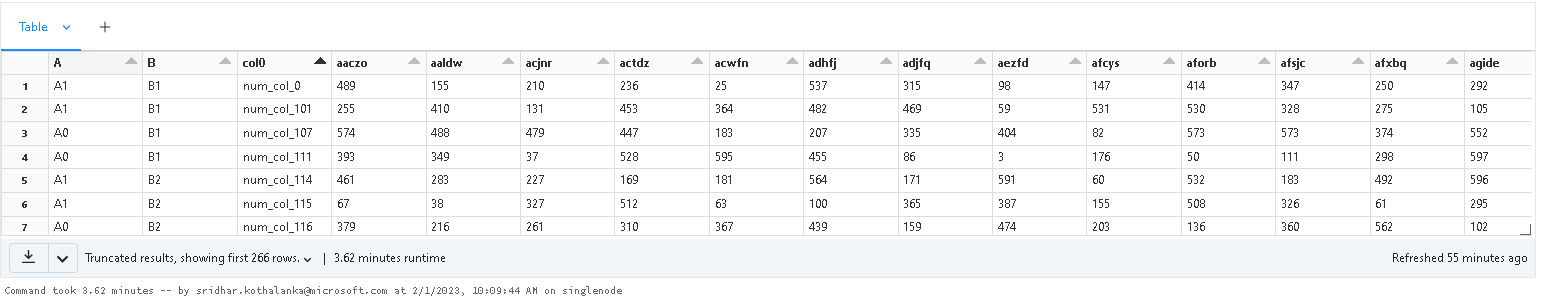 Table
A B col0 aaczo aaldw acjnr actdz acwfn adhfj adjfq aezfd afcys aforb afsjc afxbq agide
1 A1 B1 num_col_0 489 155 210 236 25 537 315 98 147 414 347 250 292
2 A1 B1 num_col_101 255 410 131 453 364 482 469 59 531 530 328 275 105
3 A0 B1 num_col_107 574 488 479 447 183 207 335 404 82 573 573 374 552
4 A0 B1 num_col_111 393 349 37 528 595 455 86 3 176 50 111 298 597
5 A1 B2 num_col_114 461 283 227 169 181 564 171 591 60 532 183 492 596
6 A1 B2 num_col_115 67 38 327 512 63 100 365 387 155 508 326 61 295
7 A0 B2 num_col_116 379 216 261 310 367 439 159 474 203 136 360 562 102
Truncated results, showing first 266 rows. | 3.62 minutes runtime Refreshed 55 minutes ago
Command took 3.62 minutes -- by sridhar.kothalanka@microsoft.com at 2/1/2023, 10:09:44 AM on singlenode